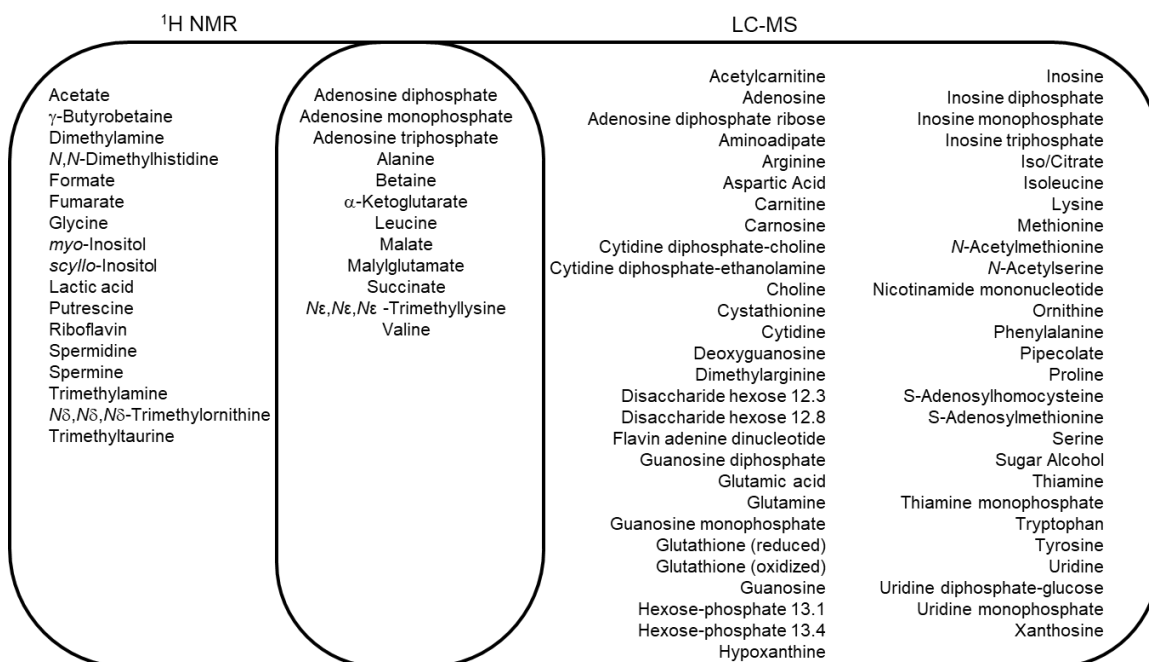 ¹H NMR
LC-MS
Acetate
γ-Butyrobetaine
Dimethylamine
N,N-Dimethylhistidine
Formate
Fumarate
Glycine
myo-Inositol
scyllo-Inositol
Lactic acid
Putrescine
Riboflavin
Spermidine
Spermine
Trimethylamine
Nδ,Nδ,Nδ-Trimethylornithine
Trimethyltaurine
Adenosine diphosphate
Adenosine monophosphate
Adenosine triphosphate
Alanine
Betaine
α-Ketoglutarate
Leucine
Malate
Malylglutamate
Succinate
Nε,Nε,Nε -Trimethyllysine
Valine
Acetylcarnitine
Adenosine
Adenosine diphosphate ribose
Aminoadipate
Arginine
Aspartic Acid
Carnitine
Carnosine
Cytidine diphosphate-choline
Cytidine diphosphate-ethanolamine
Choline
Cystathionine
Cytidine
Deoxyguanosine
Dimethylarginine
Disaccharide hexose 12.3
Disaccharide hexose 12.8
Flavin adenine dinucleotide
Guanosine diphosphate
Glutamic acid
Glutamine
Guanosine monophosphate
Glutathione (reduced)
Glutathione (oxidized)
Guanosine
Hexose-phosphate 13.1
Hexose-phosphate 13.4
Hypoxanthine
Inosine
Inosine diphosphate
Inosine monophosphate
Inosine triphosphate
Iso/Citrate
Isoleucine
Lysine
Methionine
N-Acetylmethionine
N-Acetylserine
Nicotinamide mononucleotide
Ornithine
Phenylalanine
Pipecolate
Proline
S-Adenosylhomocysteine
S-Adenosylmethionine
Serine
Sugar Alcohol
Thiamine
Thiamine monophosphate
Tryptophan
Tyrosine
Uridine
Uridine diphosphate-glucose
Uridine monophosphate
Xanthosine